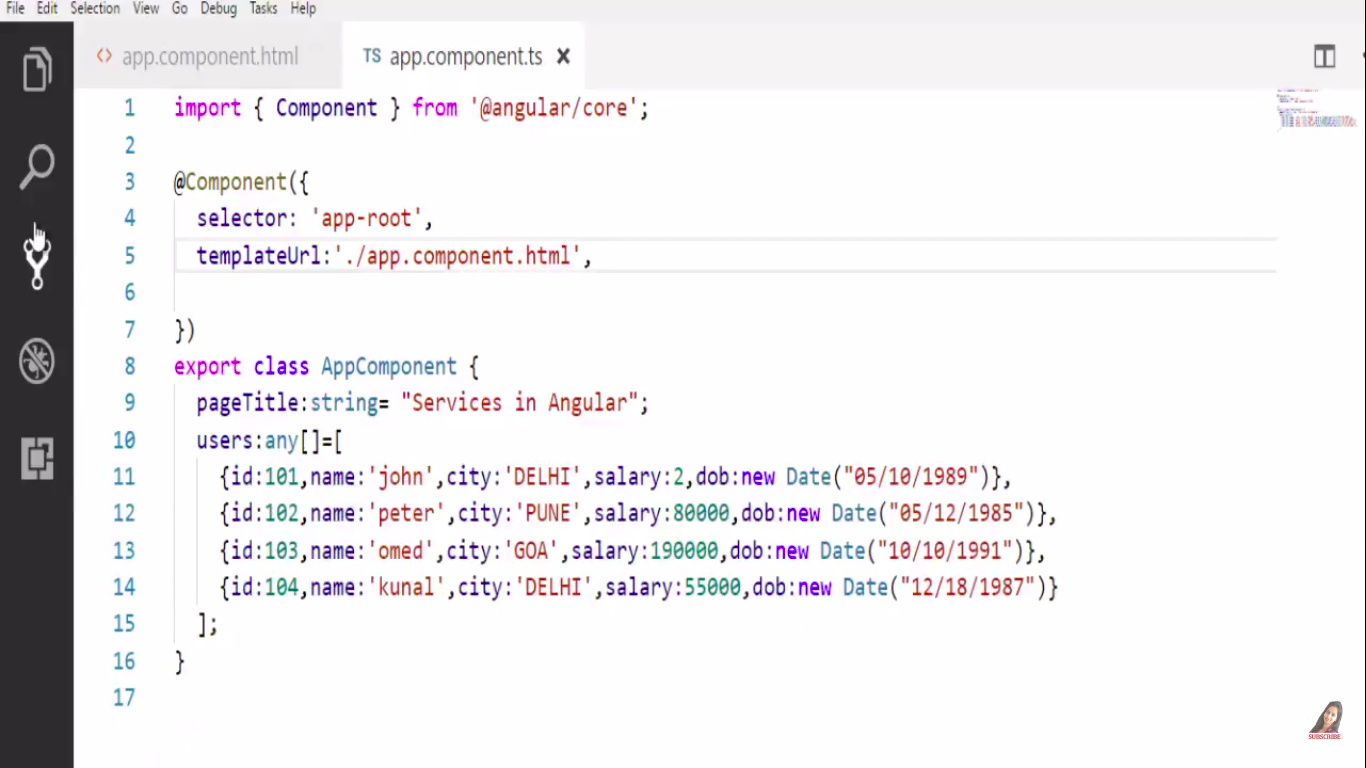 File Edit Selection View Go Debug Tasks Help
<> app.component.html TS app.component.ts
1 import { Component } from '@angular/core';
2
3 @Component({
4 selector: 'app-root',
5 templateUrl:'./app.component.html',
6
7 })
8 export class AppComponent {
9 pageTitle:string= "Services in Angular";
10 users:any[]=[
11 {id:101,name:'john',city:'DELHI',salary:2,dob:new Date("05/10/1989")},
12 {id:102,name:'peter',city:'PUNE',salary:80000,dob:new Date("05/12/1985")},
13 {id:103,name:'omed',city:'GOA',salary:190000,dob:new Date("10/10/1991")},
14 {id:104,name:'kunal',city:'DELHI',salary:55000,dob:new Date("12/18/1987")}
15 ];
16 }
17
SUBSCRIBE